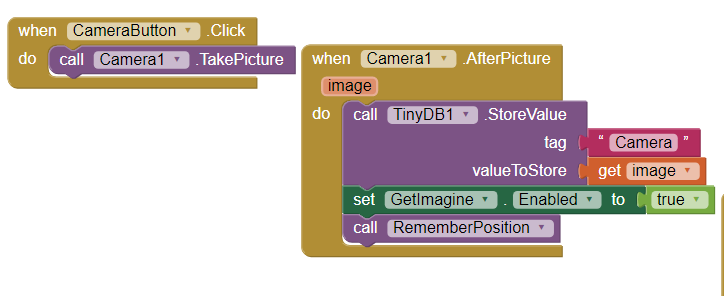 when CameraButton .Click
do call Camera1 .TakePicture
when Camera1 .AfterPicture
image
do call TinyDB1 .StoreValue
tag “ Camera ”
valueToStore get image
set GetImagine . Enabled to true
call RememberPosition